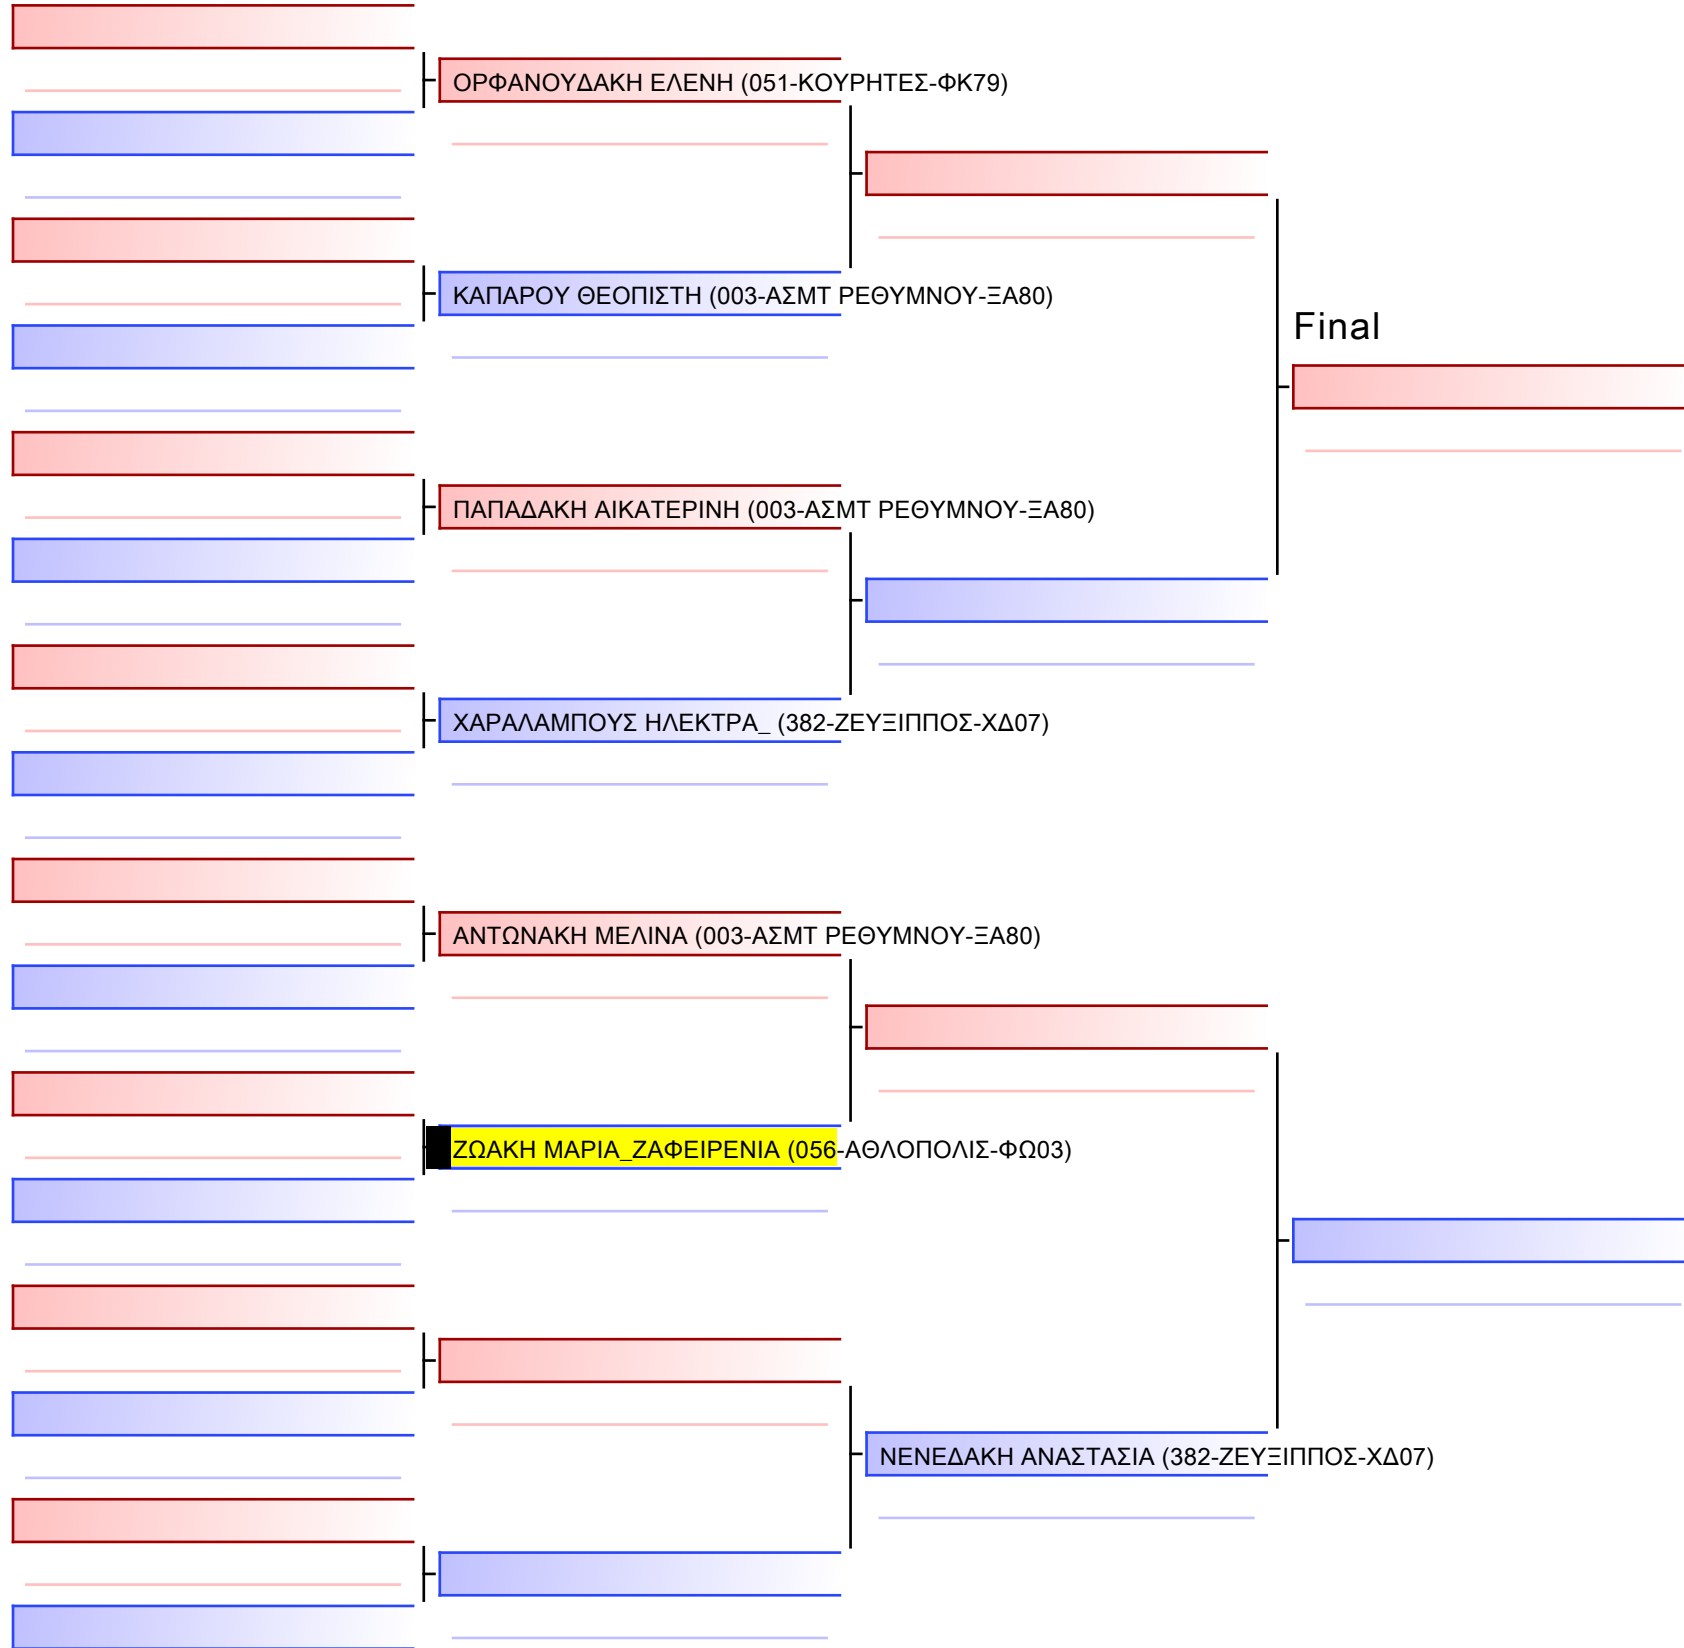 ΟΡΦΑΝΟΥΔΑΚΗ ΕΛΕΝΗ (051-ΚΟΥΡΗΤΕΣ-ΦΚ79)
ΚΑΠΑΡΟΥ ΘΕΟΠΙΣΤΗ (003-ΑΣΜΤ ΡΕΘΥΜΝΟΥ-ΞΑ80)
Final
ΠΑΠΑΔΑΚΗ ΑΙΚΑΤΕΡΙΝΗ (003-ΑΣΜΤ ΡΕΘΥΜΝΟΥ-ΞΑ80)
ΧΑΡΑΛΑΜΠΟΥΣ ΗΛΕΚΤΡΑ_ (382-ΖΕΥΞΙΠΠΟΣ-ΧΔ07)
ΑΝΤΩΝΑΚΗ ΜΕΛΙΝΑ (003-ΑΣΜΤ ΡΕΘΥΜΝΟΥ-ΞΑ80)
ΖΩΑΚΗ ΜΑΡΙΑ_ΖΑΦΕΙΡΕΝΙΑ (056-ΑΘΛΟΠΟΛΙΣ-ΦΩ03)
ΝΕΝΕΔΑΚΗ ΑΝΑΣΤΑΣΙΑ (382-ΖΕΥΞΙΠΠΟΣ-ΧΔ07)